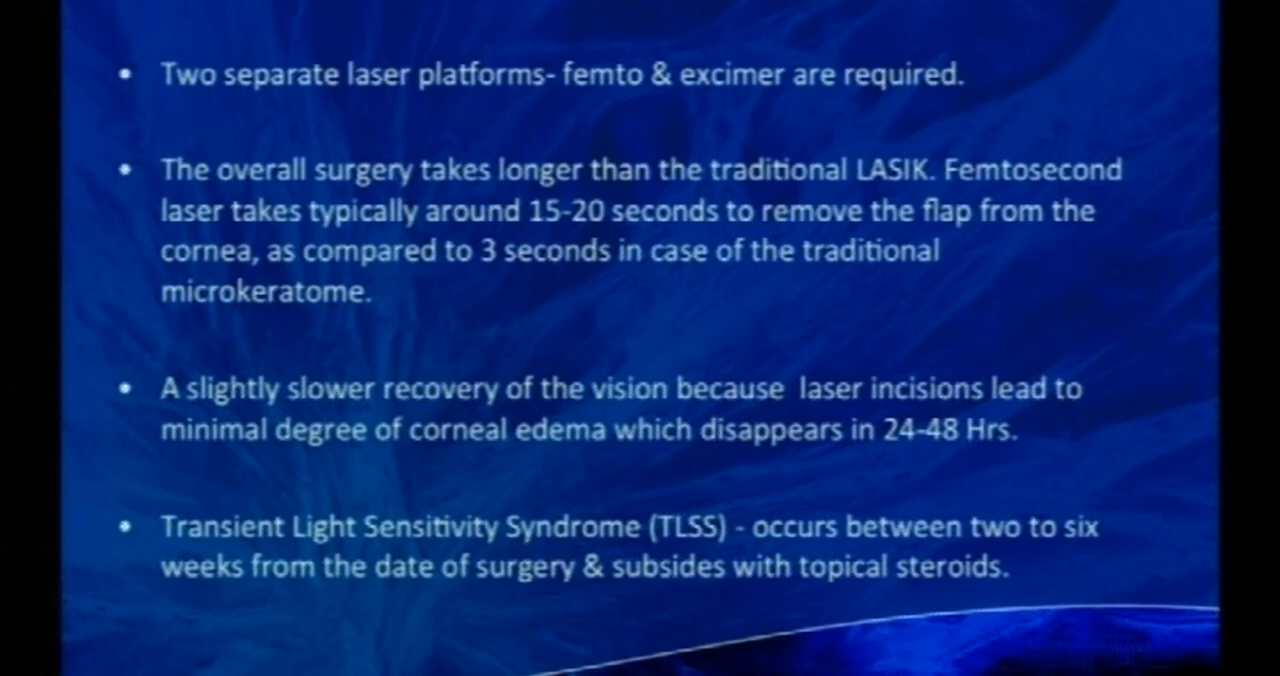 • Two separate laser platforms- femto & excimer are required.
• The overall surgery takes longer than the traditional LASIK. Femtosecond
laser takes typically around 15-20 seconds to remove the flap from the
cornea, as compared to 3 seconds in case of the traditional
microkeratome.
• A slightly slower recovery of the vision because  laser incisions lead to
minimal degree of corneal edema which disappears in 24-48 Hrs.
• Transient Light Sensitivity Syndrome (TLSS) - occurs between two to six
weeks from the date of surgery & subsides with topical steroids.